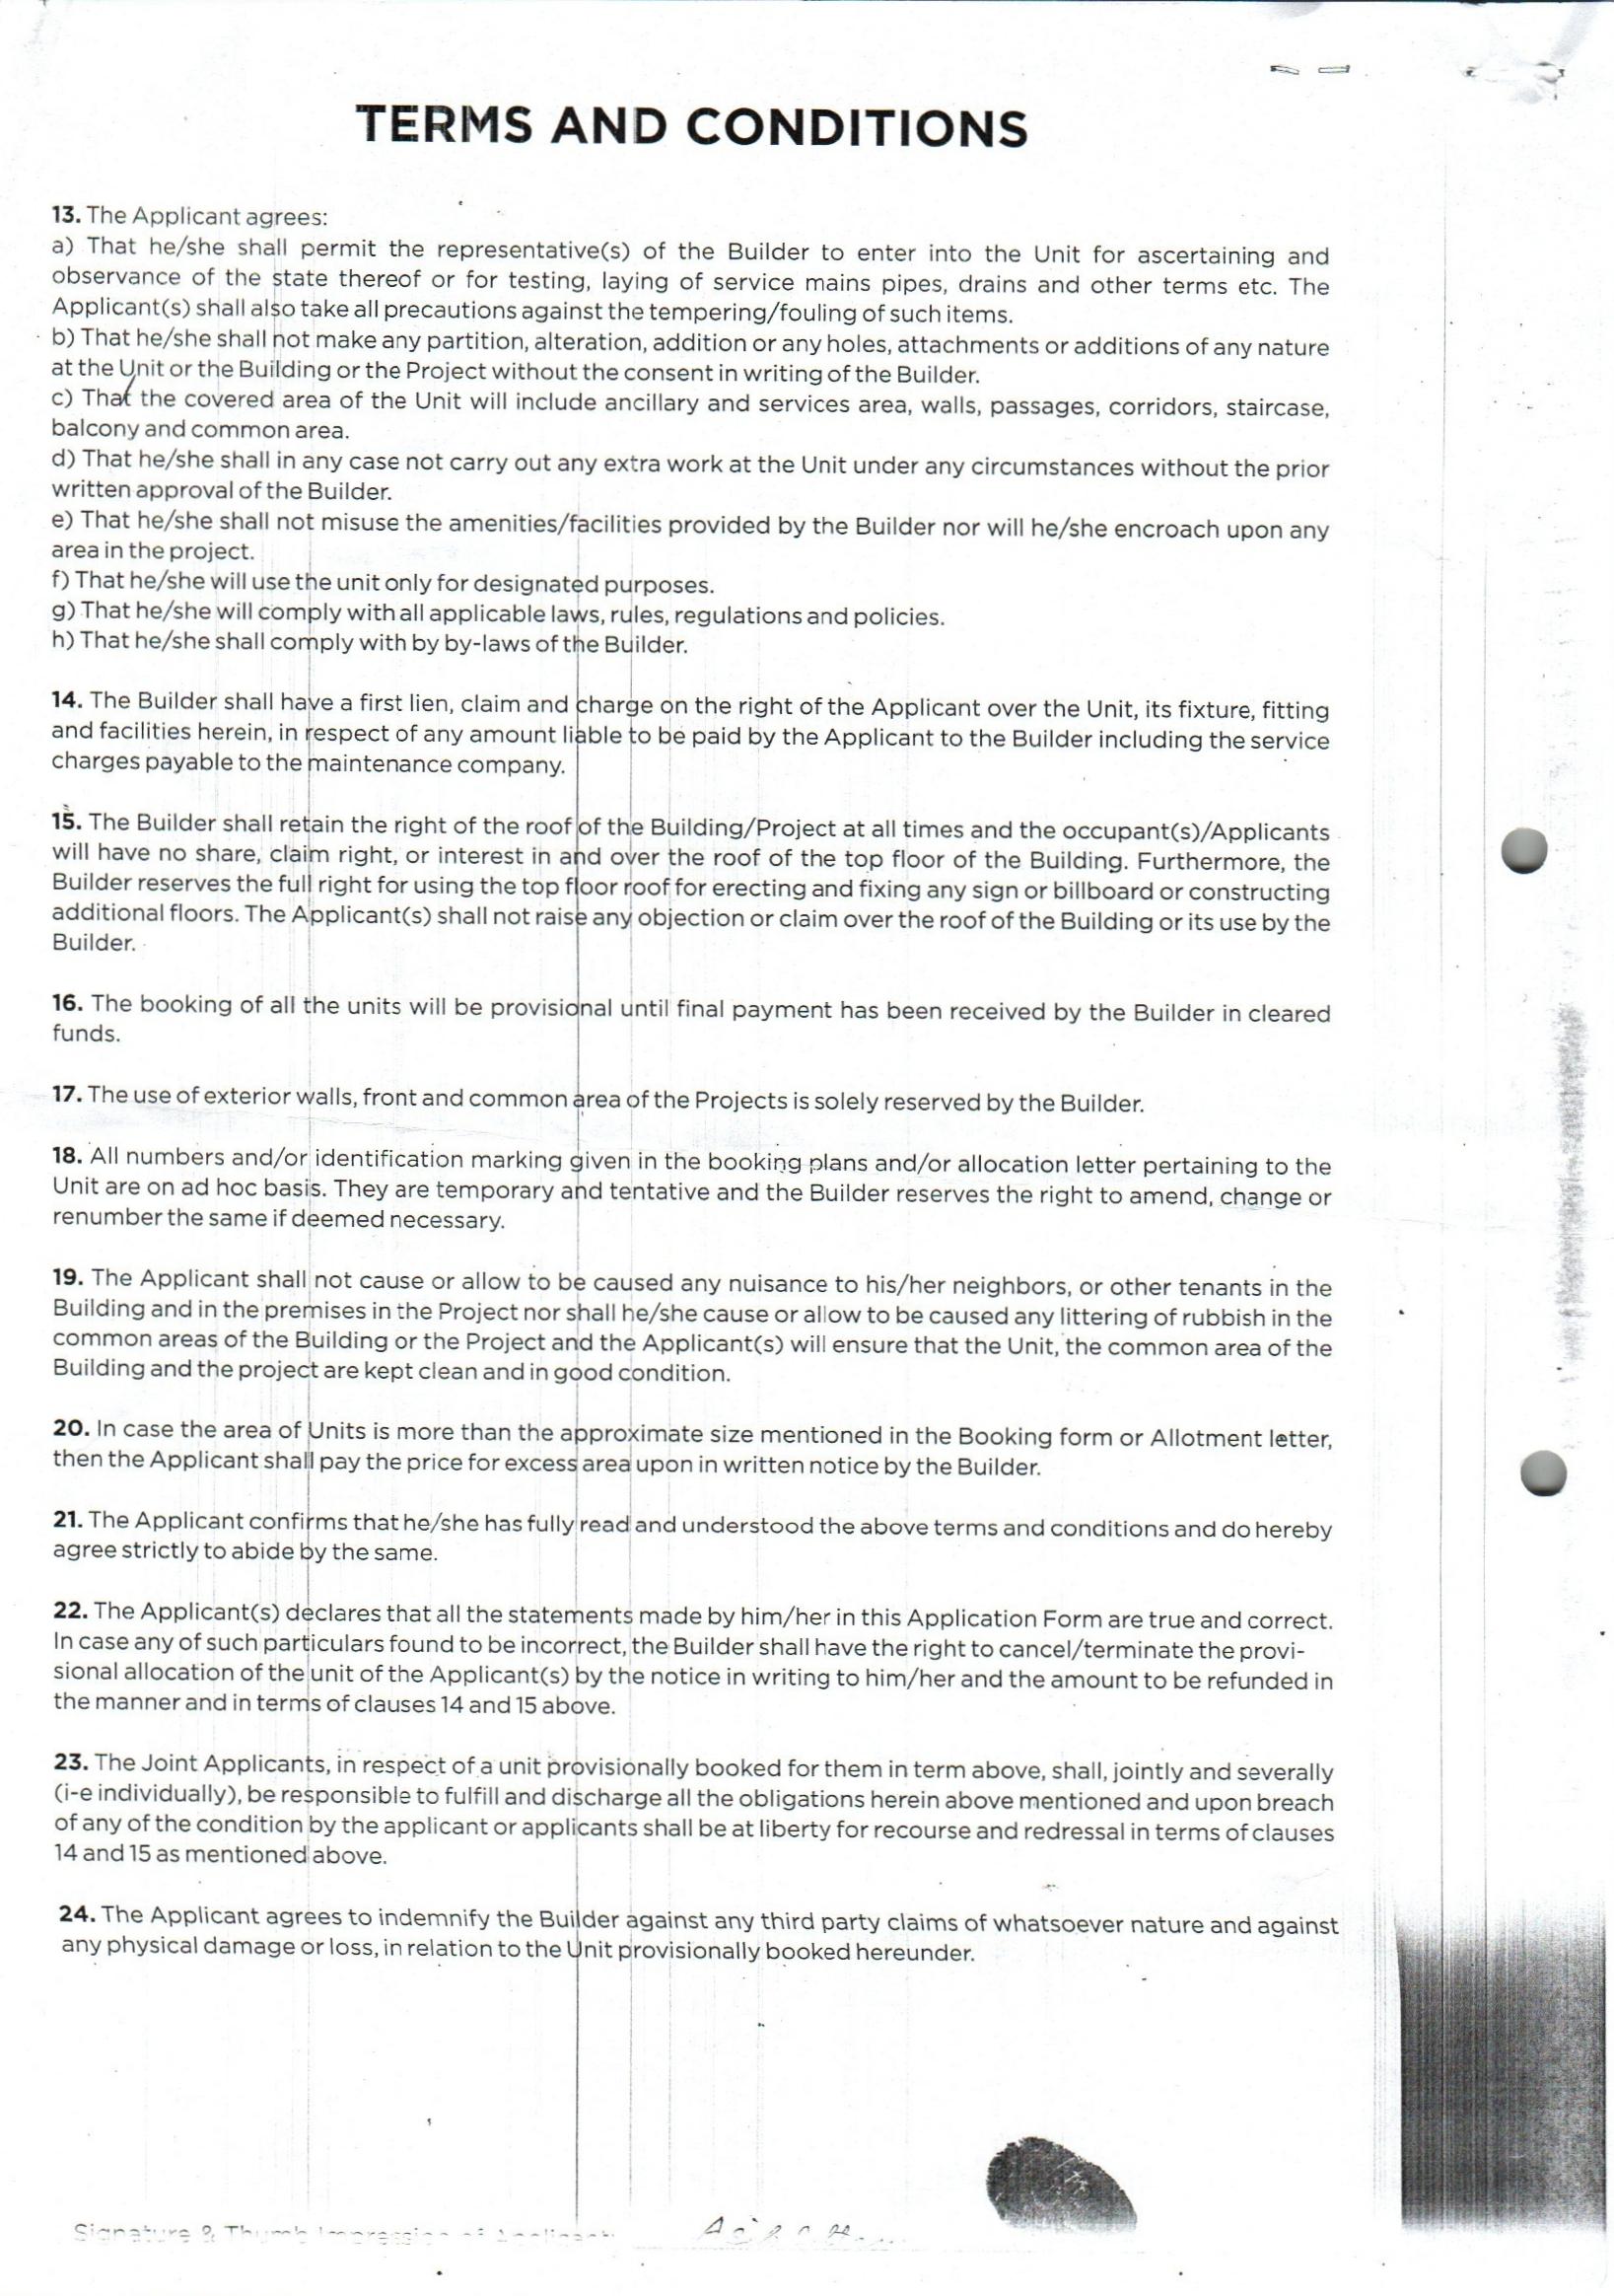 TERMS AND CONDITIONS
13. The Applicant agrees:
a) That he/she shall permit the representative(s) of the Builder to enter into the Unit for ascertaining and
observance of the state thereof or for testing, laying of service mains pipes, drains and other terms etc. The
Applicant(s) shall also take all precautions against the tempering/fouling of such items.
b) That he/she shall not make any partition, alteration, addition or any holes, attachments or additions of any nature
at the Unit or the Building or the Project without the consent in writing of the Builder.
c) That the covered area of the Unit will include ancillary and services area, walls, passages, corridors, staircase,
balcony and common area.
d) That he/she shall in any case not carry out any extra work at the Unit under any circumstances without the prior
written approval of the Builder.
e) That he/she shall not misuse the amenities/facilities provided by the Builder nor will he/she encroach upon any
area in the project.
f) That he/she will use the unit only for designated purposes.
g) That he/she will comply with all applicable laws, rules, regulations and policies.
h) That he/she shall comply with by by-laws of the Builder.
14. The Builder shall have a first lien, claim and charge on the right of the Applicant over the Unit, its fixture, fitting
and facilities herein, in respect of any amount liable to be paid by the Applicant to the Builder including the service
charges payable to the maintenance company.
15. The Builder shall retain the right of the roof of the Building/Project at all times and the occupant(s)/Applicants
will have no share, claim right, or interest in and over the roof of the top floor of the Building. Furthermore, the
Builder reserves the full right for using the top floor roof for erecting and fixing any sign or billboard or constructing
additional floors. The Applicant(s) shall not raise any objection or claim over the roof of the Building or its use by the
Builder.
16. The booking of all the units will be provisional until final payment has been received by the Builder in cleared
funds.
17. The use of exterior walls, front and common area of the Projects is solely reserved by the Builder.
18. All numbers and/or identification marking given in the booking plans and/or allocation letter pertaining to the
Unit are on ad hoc basis. They are temporary and tentative and the Builder reserves the right to amend, change or
renumber the same if deemed necessary.
19. The Applicant shall not cause or allow to be caused any nuisance to his/her neighbors, or other tenants in the
Building and in the premises in the Project nor shall he/she cause or allow to be caused any littering of rubbish in the
common areas of the Building or the Project and the Applicant(s) will ensure that the Unit, the common area of the
Building and the project are kept clean and in good condition.
20. In case the area of Units is more than the approximate size mentioned in the Booking form or Allotment letter,
then the Applicant shall pay the price for excess area upon in written notice by the Builder.
21. The Applicant confirms that he/she has fully read and understood the above terms and conditions and do hereby
agree strictly to abide by the same.
22. The Applicant(s) declares that all the statements made by him/her in this Application Form are true and correct.
In case any of such particulars found to be incorrect, the Builder shall have the right to cancel/terminate the provi-
sional allocation of the unit of the Applicant(s) by the notice in writing to him/her and the amount to be refunded in
the manner and in terms of clauses 14 and 15 above.
23. The Joint Applicants, in respect of a unit provisionally booked for them in term above, shall, jointly and severally
(i-e individually), be responsible to fulfill and discharge all the obligations herein above mentioned and upon breach
of any of the condition by the applicant or applicants shall be at liberty for recourse and redressal in terms of clauses
14 and 15 as mentioned above.
24. The Applicant agrees to indemnify the Builder against any third party claims of whatsoever nature and against
any physical damage or loss, in relation to the Unit provisionally booked hereunder.
Signature & Thumb Impression of Applicant: